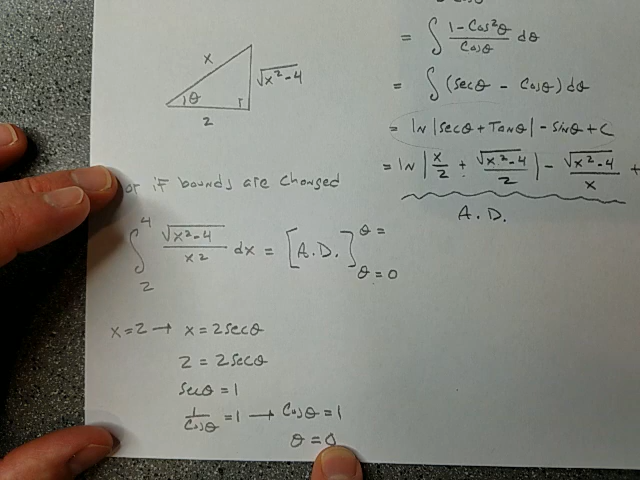 x
√x²-4
θ
2
= ∫ 1-Cos²θ / Cosθ dθ
= ∫ (secθ - Cosθ) dθ
= ln |secθ + Tanθ| - sinθ + C
= ln | x/2 + √x²-4 / 2 | - √x²-4 / x +
A.D.
or if bounds are changed
∫₂⁴ √x²-4 / x² dx = [A.D.] θ= θ=0
x=2 → x = 2secθ
2 = 2secθ
secθ = 1
1/Cosθ = 1 → Cosθ = 1
θ = 0